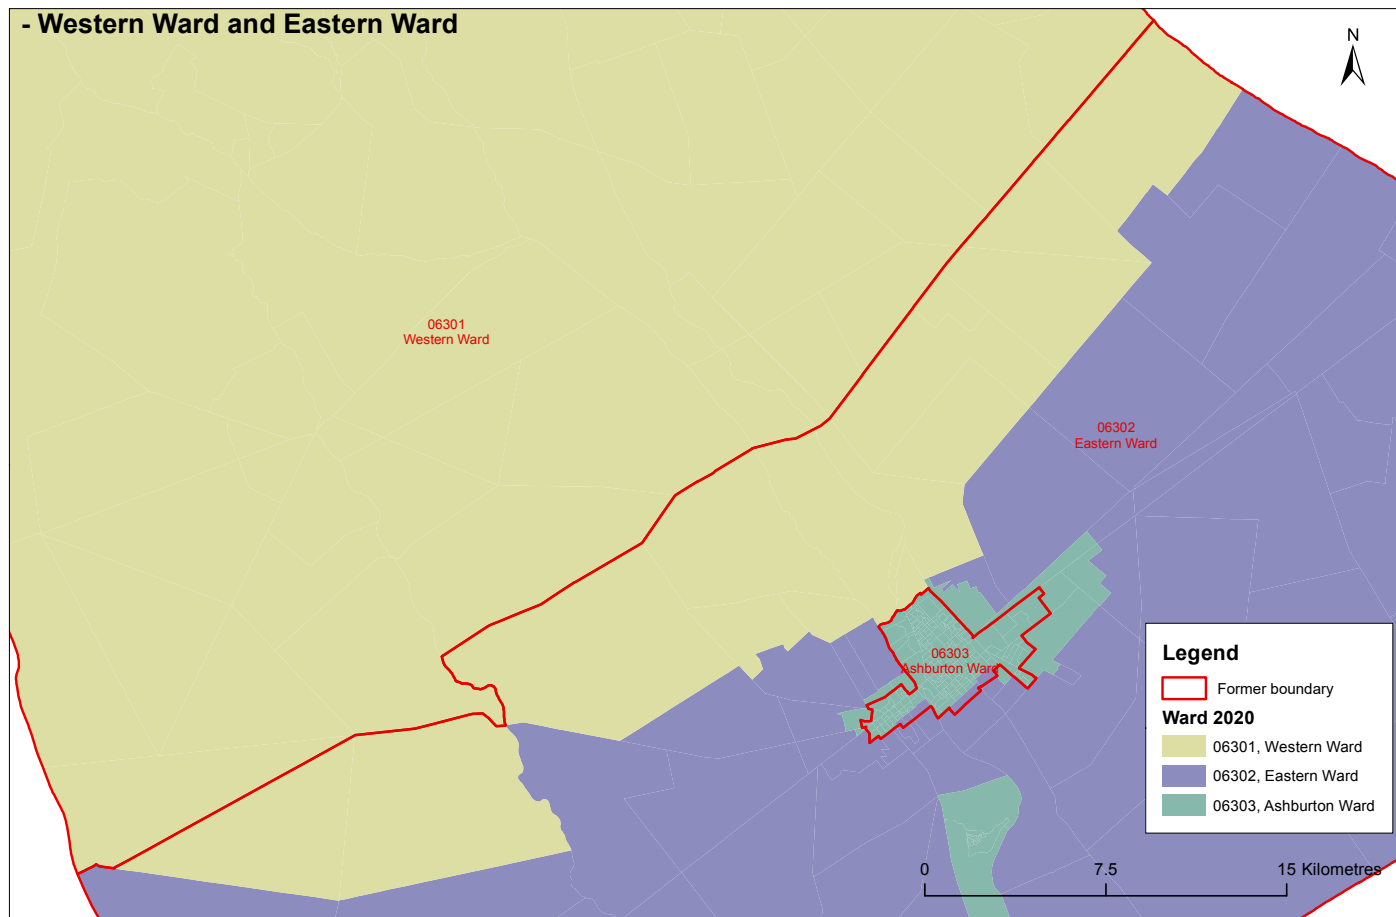 - Western Ward and Eastern Ward
N
06301
Western Ward
06302
Eastern Ward
06303
Ashburton Ward
Legend
Former boundary
Ward 2020
06301, Western Ward
06302, Eastern Ward
06303, Ashburton Ward
0 7.5 15 Kilometres